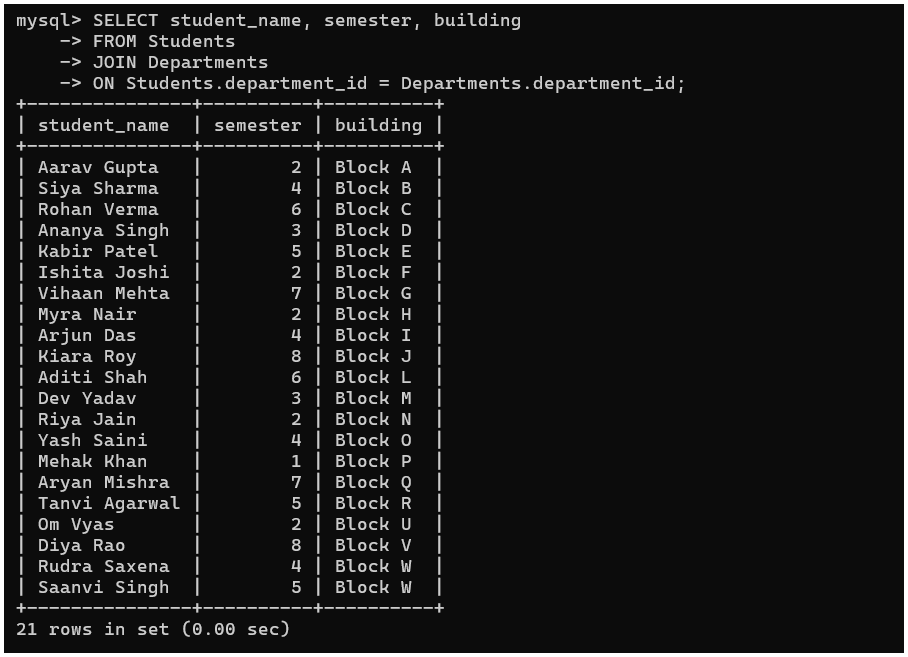 mysql> SELECT student_name, semester, building
    -> FROM Students
    -> JOIN Departments
    -> ON Students.department_id = Departments.department_id;
+---------------+----------+----------+
| student_name  | semester | building |
+---------------+----------+----------+
| Aarav Gupta   |        2 | Block A  |
| Siya Sharma   |        4 | Block B  |
| Rohan Verma   |        6 | Block C  |
| Ananya Singh  |        3 | Block D  |
| Kabir Patel   |        5 | Block E  |
| Ishita Joshi  |        2 | Block F  |
| Vihaan Mehta  |        7 | Block G  |
| Myra Nair     |        2 | Block H  |
| Arjun Das     |        4 | Block I  |
| Kiara Roy     |        8 | Block J  |
| Aditi Shah    |        6 | Block L  |
| Dev Yadav     |        3 | Block M  |
| Riya Jain     |        2 | Block N  |
| Yash Saini    |        4 | Block O  |
| Mehak Khan    |        1 | Block P  |
| Aryan Mishra  |        7 | Block Q  |
| Tanvi Agarwal |        5 | Block R  |
| Om Vyas       |        2 | Block U  |
| Diya Rao      |        8 | Block V  |
| Rudra Saxena  |        4 | Block W  |
| Saanvi Singh  |        5 | Block W  |
+---------------+----------+----------+
21 rows in set (0.00 sec)